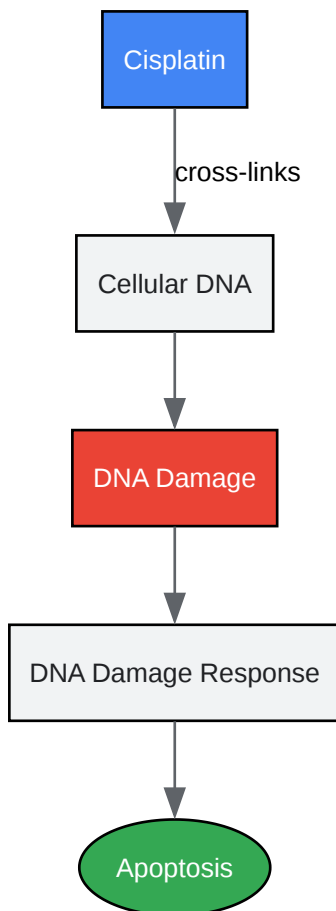 Cisplatin
cross-links
Cellular DNA
DNA Damage
DNA Damage Response
Apoptosis